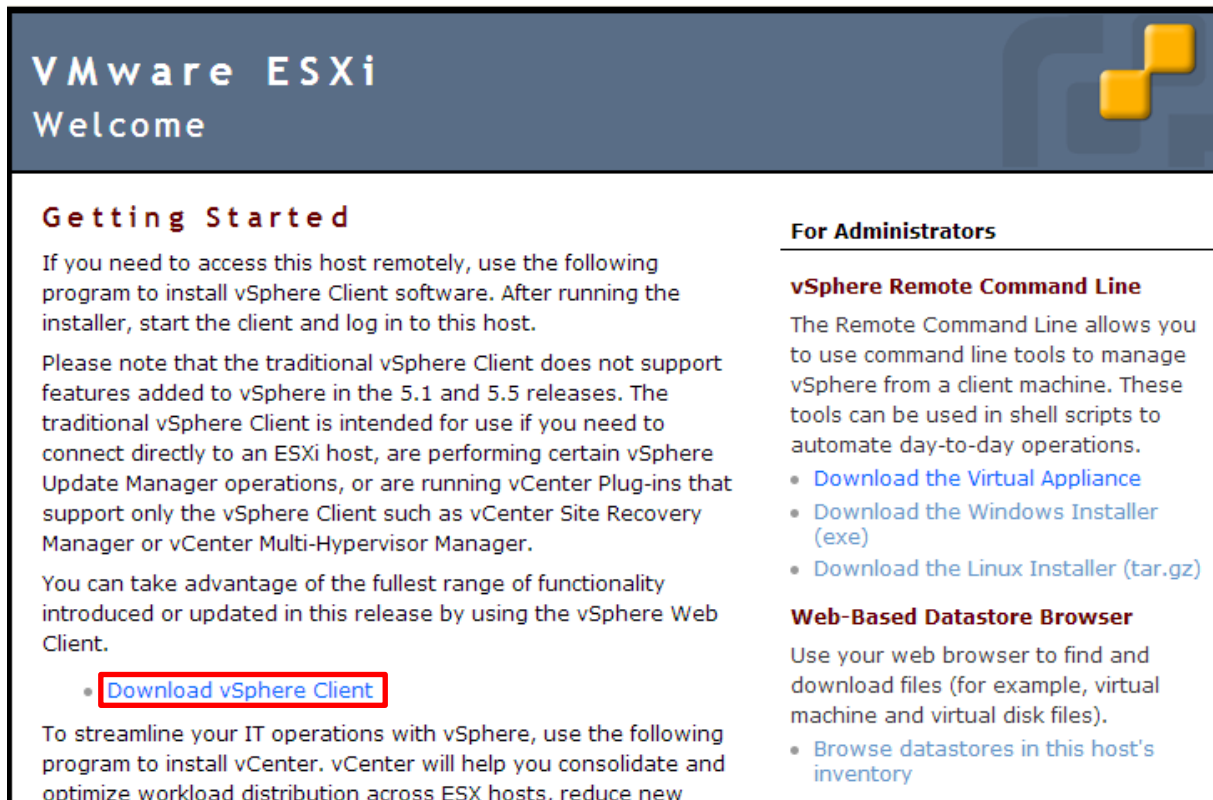 VMware ESXi
Welcome
Getting Started
If you need to access this host remotely, use the following
program to install vSphere Client software. After running the
installer, start the client and log in to this host.
Please note that the traditional vSphere Client does not support
features added to vSphere in the 5.1 and 5.5 releases. The
traditional vSphere Client is intended for use if you need to
connect directly to an ESXi host, are performing certain vSphere
Update Manager operations, or are running vCenter Plug-ins that
support only the vSphere Client such as vCenter Site Recovery
Manager or vCenter Multi-Hypervisor Manager.
You can take advantage of the fullest range of functionality
introduced or updated in this release by using the vSphere Web
Client.
Download vSphere Client
To streamline your IT operations with vSphere, use the following
program to install vCenter. vCenter will help you consolidate and
optimize workload distribution across ESX hosts, reduce new
For Administrators
vSphere Remote Command Line
The Remote Command Line allows you
to use command line tools to manage
vSphere from a client machine. These
tools can be used in shell scripts to
automate day-to-day operations.
Download the Virtual Appliance
Download the Windows Installer
(exe)
Download the Linux Installer (tar.gz)
Web-Based Datastore Browser
Use your web browser to find and
download files (for example, virtual
machine and virtual disk files).
Browse datastores in this host's
inventory